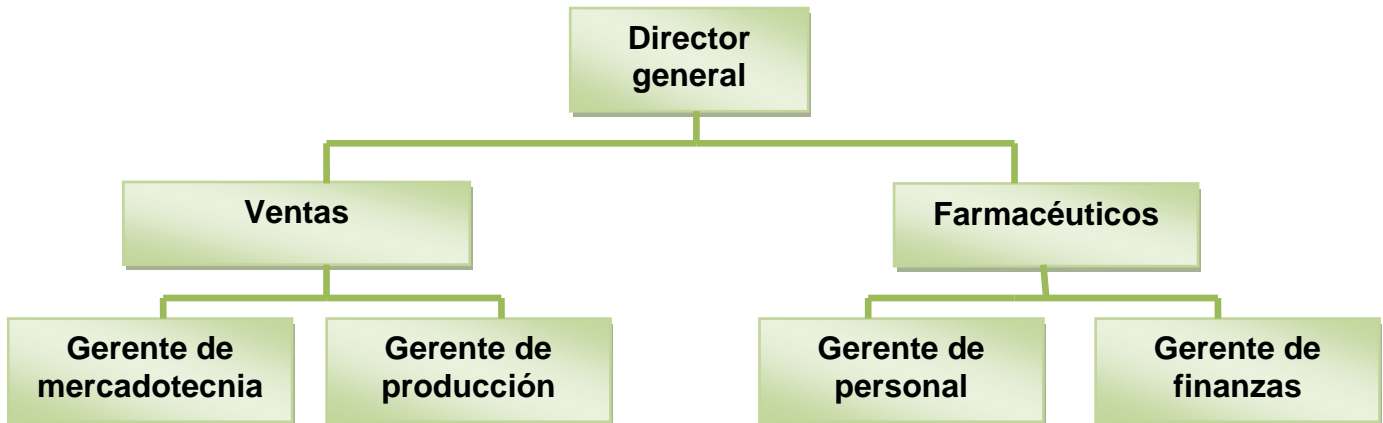 Director
general
Ventas
Farmacéuticos
Gerente de
mercadotecnia
Gerente de
producción
Gerente de
personal
Gerente de
finanzas